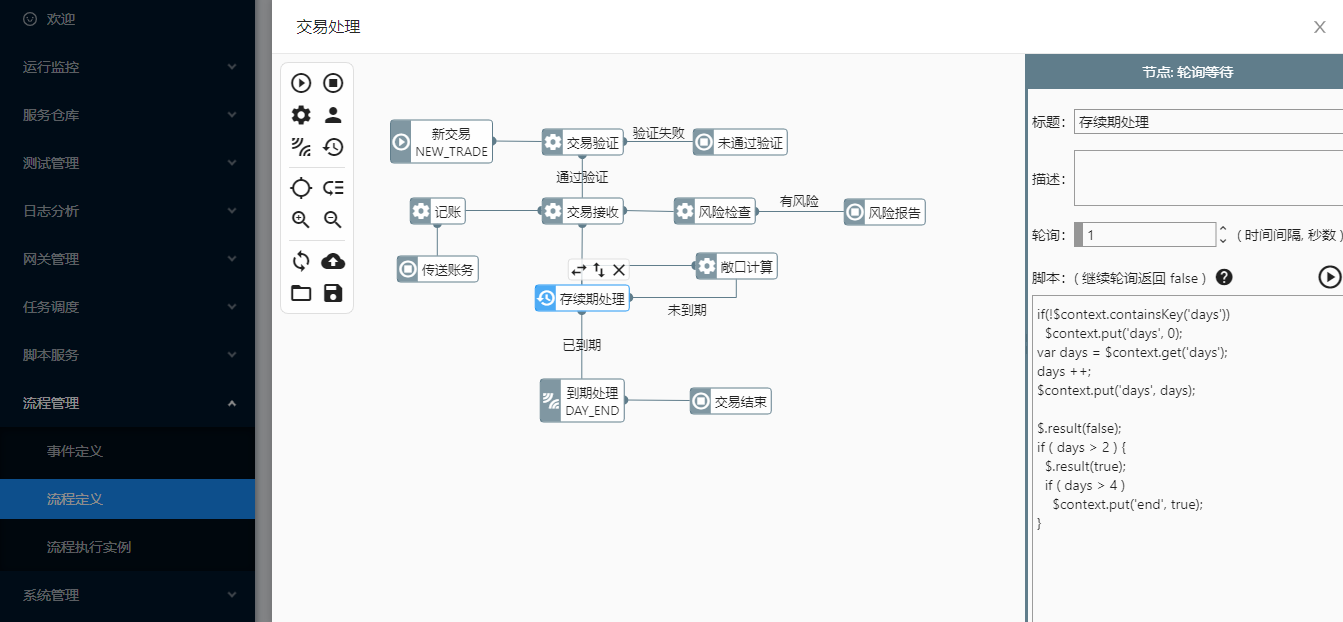 欢迎
运行监控
服务仓库
测试管理
日志分析
网关管理
任务调度
脚本服务
流程管理
事件定义
流程定义
流程执行实例
系统管理
交易处理
新交易
NEW_TRADE
交易验证
验证失败
未通过验证
通过验证
记账
交易接收
风险检查
有风险
风险报告
传送账务
敞口计算
存续期处理
未到期
已到期
到期处理
DAY_END
交易结束
节点: 轮询等待
标题: 存续期处理
描述:
轮询: 1 ( 时间间隔, 秒数 )
脚本: ( 继续轮询返回 false )
if(!$context.containsKey('days'))
$context.put('days', 0);
var days = $context.get('days');
days ++;
$context.put('days', days);
$.result(false);
if ( days > 2 ) {
$.result(true);
if ( days > 4 )
$context.put('end', true);
}